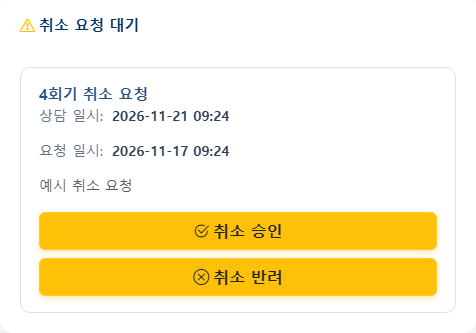 취소 요청 대기
4회기 취소 요청
상담 일시: 2026-11-21 09:24
요청 일시: 2026-11-17 09:24
예시 취소 요청
취소 승인
취소 반려